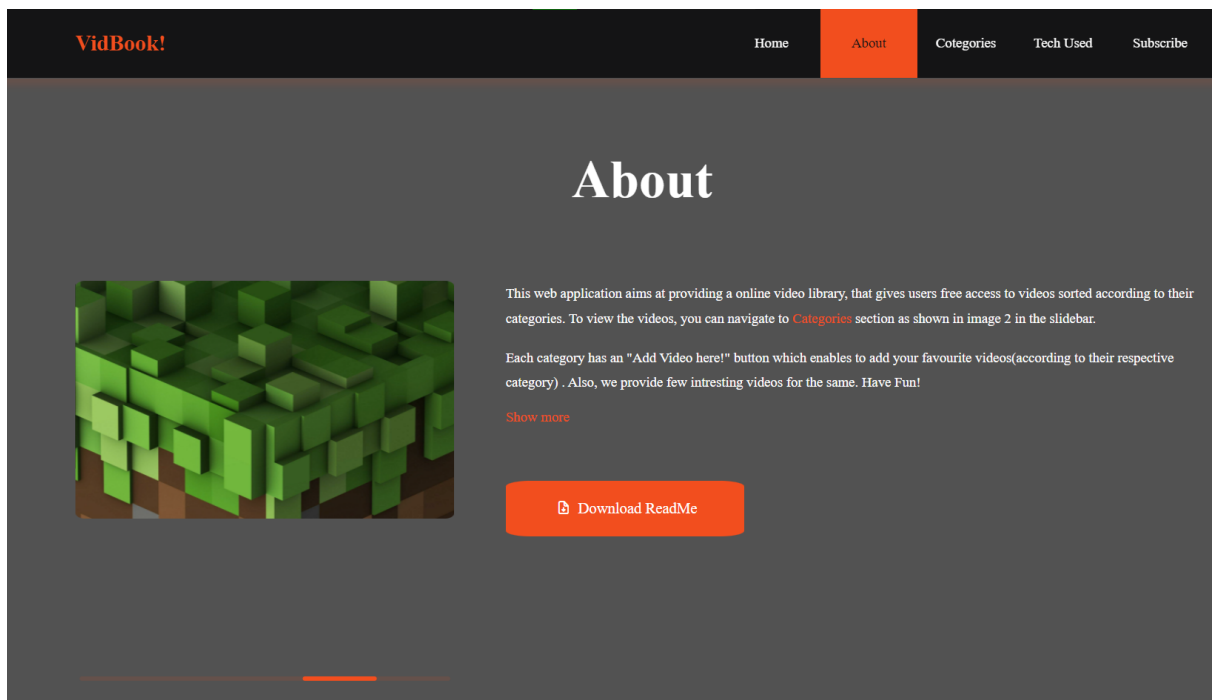 VidBook!
Home
About
Cotegories
Tech Used
Subscribe
About
This web application aims at providing a online video library, that gives users free access to videos sorted according to their
categories. To view the videos, you can navigate to Categories section as shown in image 2 in the slidebar.
Each category has an "Add Video here!" button which enables to add your favourite videos(according to their respective
category) . Also, we provide few intresting videos for the same. Have Fun!
Show more
Download ReadMe